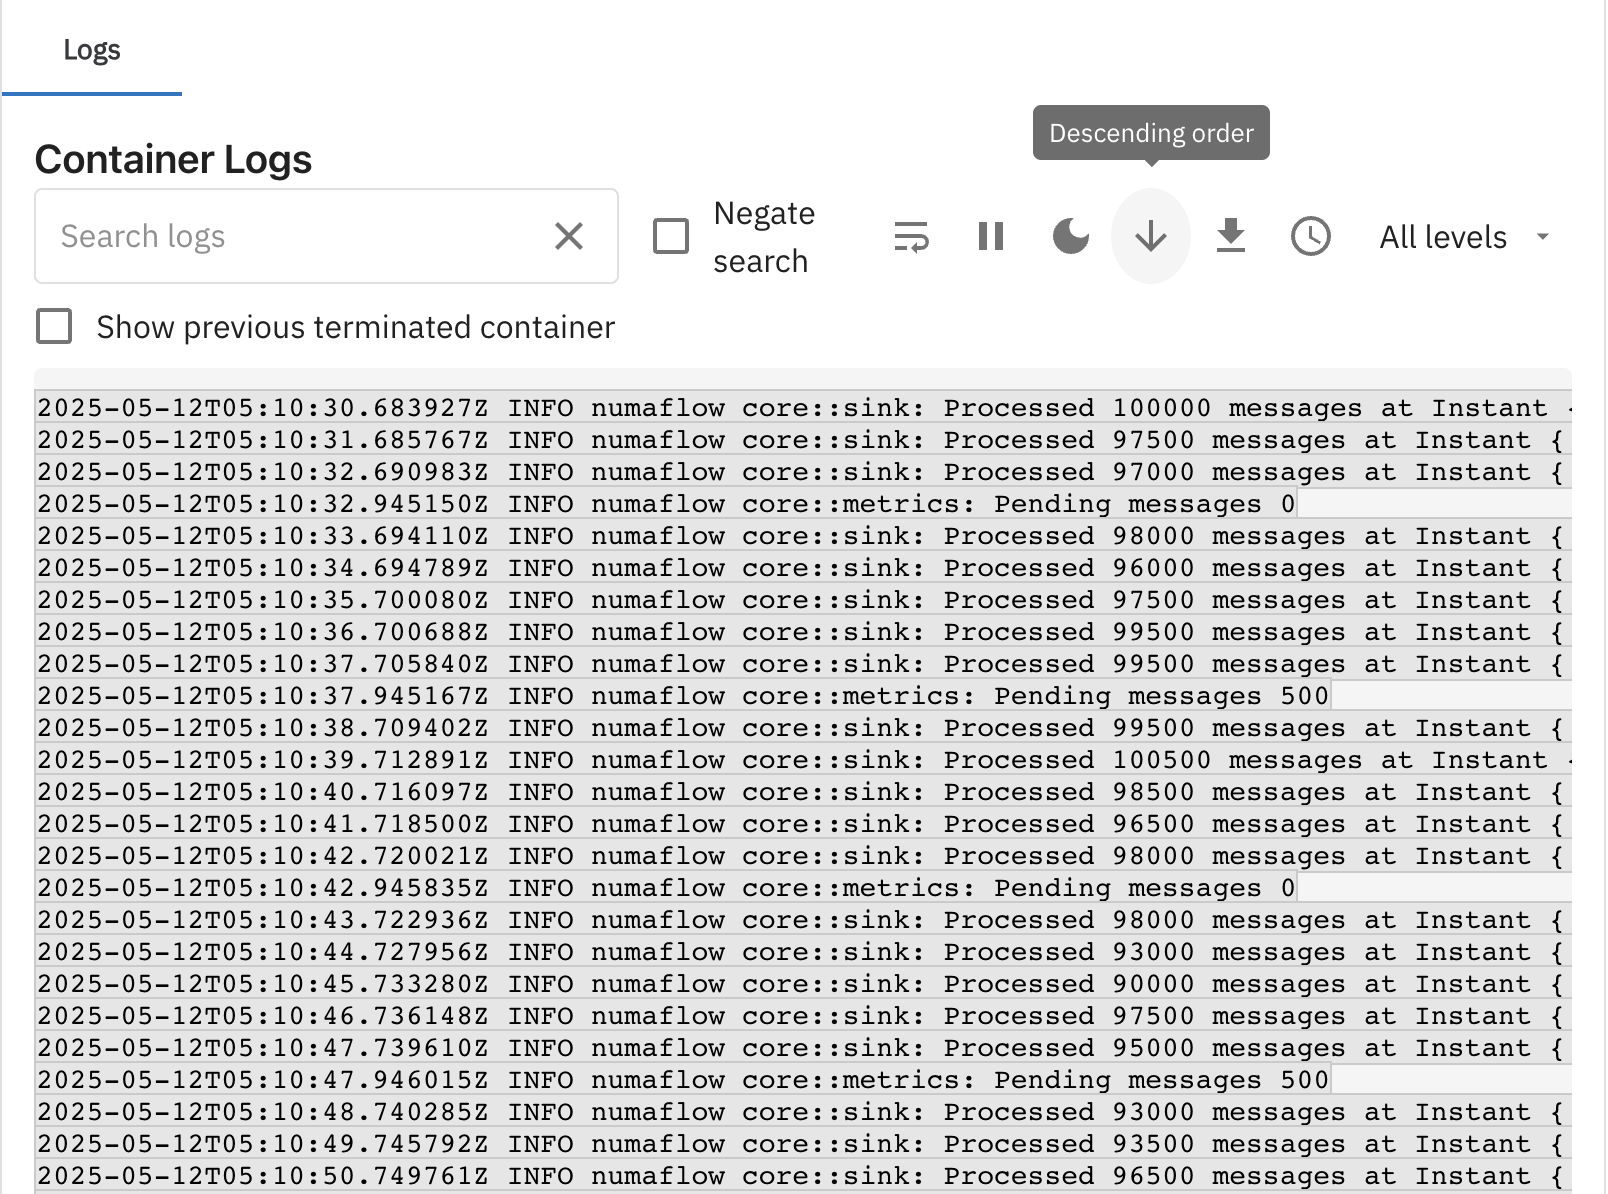 Logs
Descending order
Container Logs
Search logs
Negate
search
All levels
Show previous terminated container
2025-05-12T05:10:30.683927Z INFO numaflow core::sink: Processed 100000 messages at Instant
2025-05-12T05:10:31.685767Z INFO numaflow core::sink: Processed 97500 messages at Instant {
2025-05-12T05:10:32.690983Z INFO numaflow core::sink: Processed 97000 messages at Instant {
2025-05-12T05:10:32.945150Z INFO numaflow core::metrics: Pending messages 0
2025-05-12T05:10:33.694110Z INFO numaflow core::sink: Processed 98000 messages at Instant {
2025-05-12T05:10:34.694789Z INFO numaflow core::sink: Processed 96000 messages at Instant {
2025-05-12T05:10:35.700080Z INFO numaflow core::sink: Processed 97500 messages at Instant {
2025-05-12T05:10:36.700688Z INFO numaflow core::sink: Processed 99500 messages at Instant {
2025-05-12T05:10:37.705840Z INFO numaflow core::sink: Processed 99500 messages at Instant {
2025-05-12T05:10:37.945167Z INFO numaflow core::metrics: Pending messages 500
2025-05-12T05:10:38.709402Z INFO numaflow core::sink: Processed 99500 messages at Instant {
2025-05-12T05:10:39.712891Z INFO numaflow core::sink: Processed 100500 messages at Instant
2025-05-12T05:10:40.716097Z INFO numaflow core::sink: Processed 98500 messages at Instant {
2025-05-12T05:10:41.718500Z INFO numaflow core::sink: Processed 96500 messages at Instant {
2025-05-12T05:10:42.720021Z INFO numaflow core::sink: Processed 98000 messages at Instant {
2025-05-12T05:10:42.945835Z INFO numaflow core::metrics: Pending messages 0
2025-05-12T05:10:43.722936Z INFO numaflow core::sink: Processed 98000 messages at Instant {
2025-05-12T05:10:44.727956Z INFO numaflow core::sink: Processed 93000 messages at Instant {
2025-05-12T05:10:45.733280Z INFO numaflow core::sink: Processed 90000 messages at Instant {
2025-05-12T05:10:46.736148Z INFO numaflow core::sink: Processed 97500 messages at Instant {
2025-05-12T05:10:47.739610Z INFO numaflow core::sink: Processed 95000 messages at Instant {
2025-05-12T05:10:47.946015Z INFO numaflow core::metrics: Pending messages 500
2025-05-12T05:10:48.740285Z INFO numaflow core::sink: Processed 93000 messages at Instant {
2025-05-12T05:10:49.745792Z INFO numaflow core::sink: Processed 93500 messages at Instant {
2025-05-12T05:10:50.749761Z INFO numaflow core::sink: Processed 96500 messages at Instant {